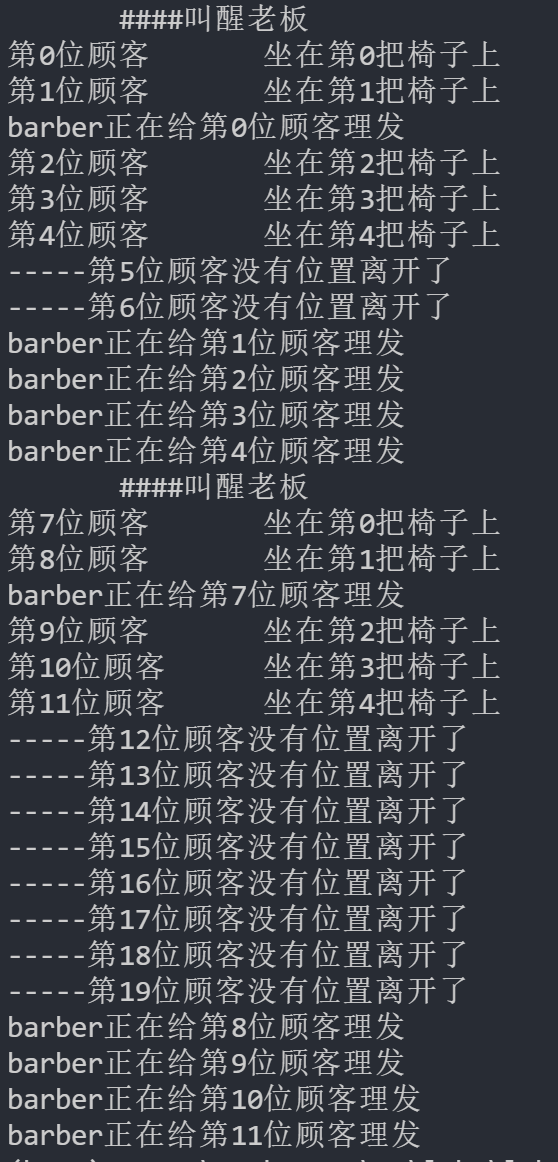 ####叫醒老板
第0位顾客 坐在第0把椅子上
第1位顾客 坐在第1把椅子上
barber正在给第0位顾客理发
第2位顾客 坐在第2把椅子上
第3位顾客 坐在第3把椅子上
第4位顾客 坐在第4把椅子上
-----第5位顾客没有位置离开了
-----第6位顾客没有位置离开了
barber正在给第1位顾客理发
barber正在给第2位顾客理发
barber正在给第3位顾客理发
barber正在给第4位顾客理发
####叫醒老板
第7位顾客 坐在第0把椅子上
第8位顾客 坐在第1把椅子上
barber正在给第7位顾客理发
第9位顾客 坐在第2把椅子上
第10位顾客 坐在第3把椅子上
第11位顾客 坐在第4把椅子上
-----第12位顾客没有位置离开了
-----第13位顾客没有位置离开了
-----第14位顾客没有位置离开了
-----第15位顾客没有位置离开了
-----第16位顾客没有位置离开了
-----第17位顾客没有位置离开了
-----第18位顾客没有位置离开了
-----第19位顾客没有位置离开了
barber正在给第8位顾客理发
barber正在给第9位顾客理发
barber正在给第10位顾客理发
barber正在给第11位顾客理发